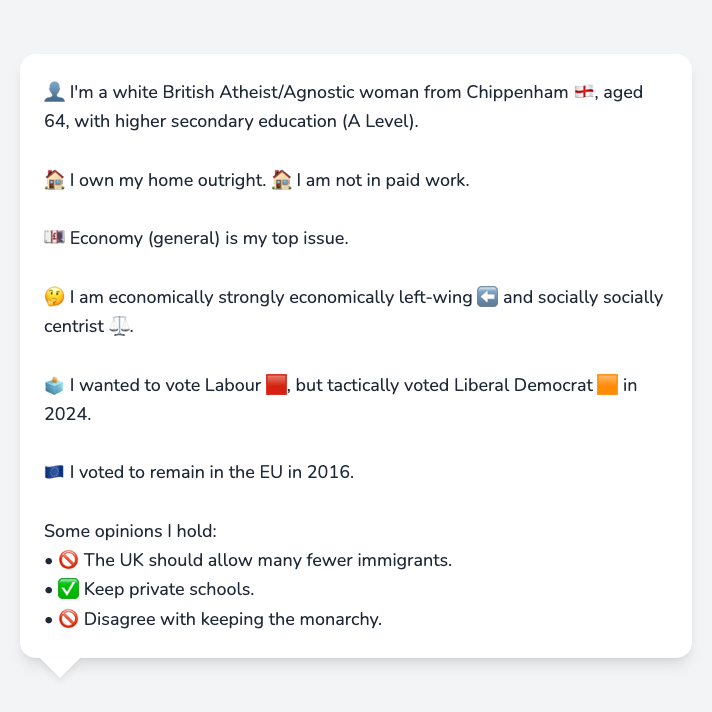 👤 I'm a white British Atheist/Agnostic woman from Chippenham 🏴󠁧󠁢󠁥󠁮󠁧󠁿, aged
64, with higher secondary education (A Level).
🏠 I own my home outright. 🏠 I am not in paid work.
💷 Economy (general) is my top issue.
🤔 I am economically strongly economically left-wing ⬅️ and socially socially
centrist ⚖️.
🗳️ I wanted to vote Labour 🟥, but tactically voted Liberal Democrat 🟧 in
2024.
🇪🇺 I voted to remain in the EU in 2016.
Some opinions I hold:
• 🚫 The UK should allow many fewer immigrants.
• ✅ Keep private schools.
• 🚫 Disagree with keeping the monarchy.